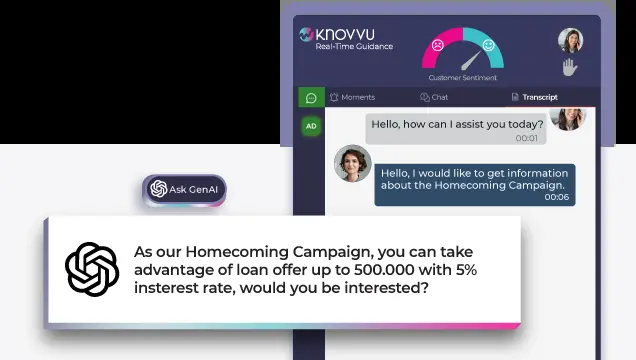 KNOVVU
Real-Time Guidance
Customer Sentiment
Moments
Chat
Transcript
AD
Hello, how can I assist you today?
00:01
Hello, I would like to get information
about the Homecoming Campaign.
00:06
Ask GenAI
As our Homecoming Campaign, you can take
advantage of loan offer up to 500.000 with 5%
insterest rate, would you be interested?